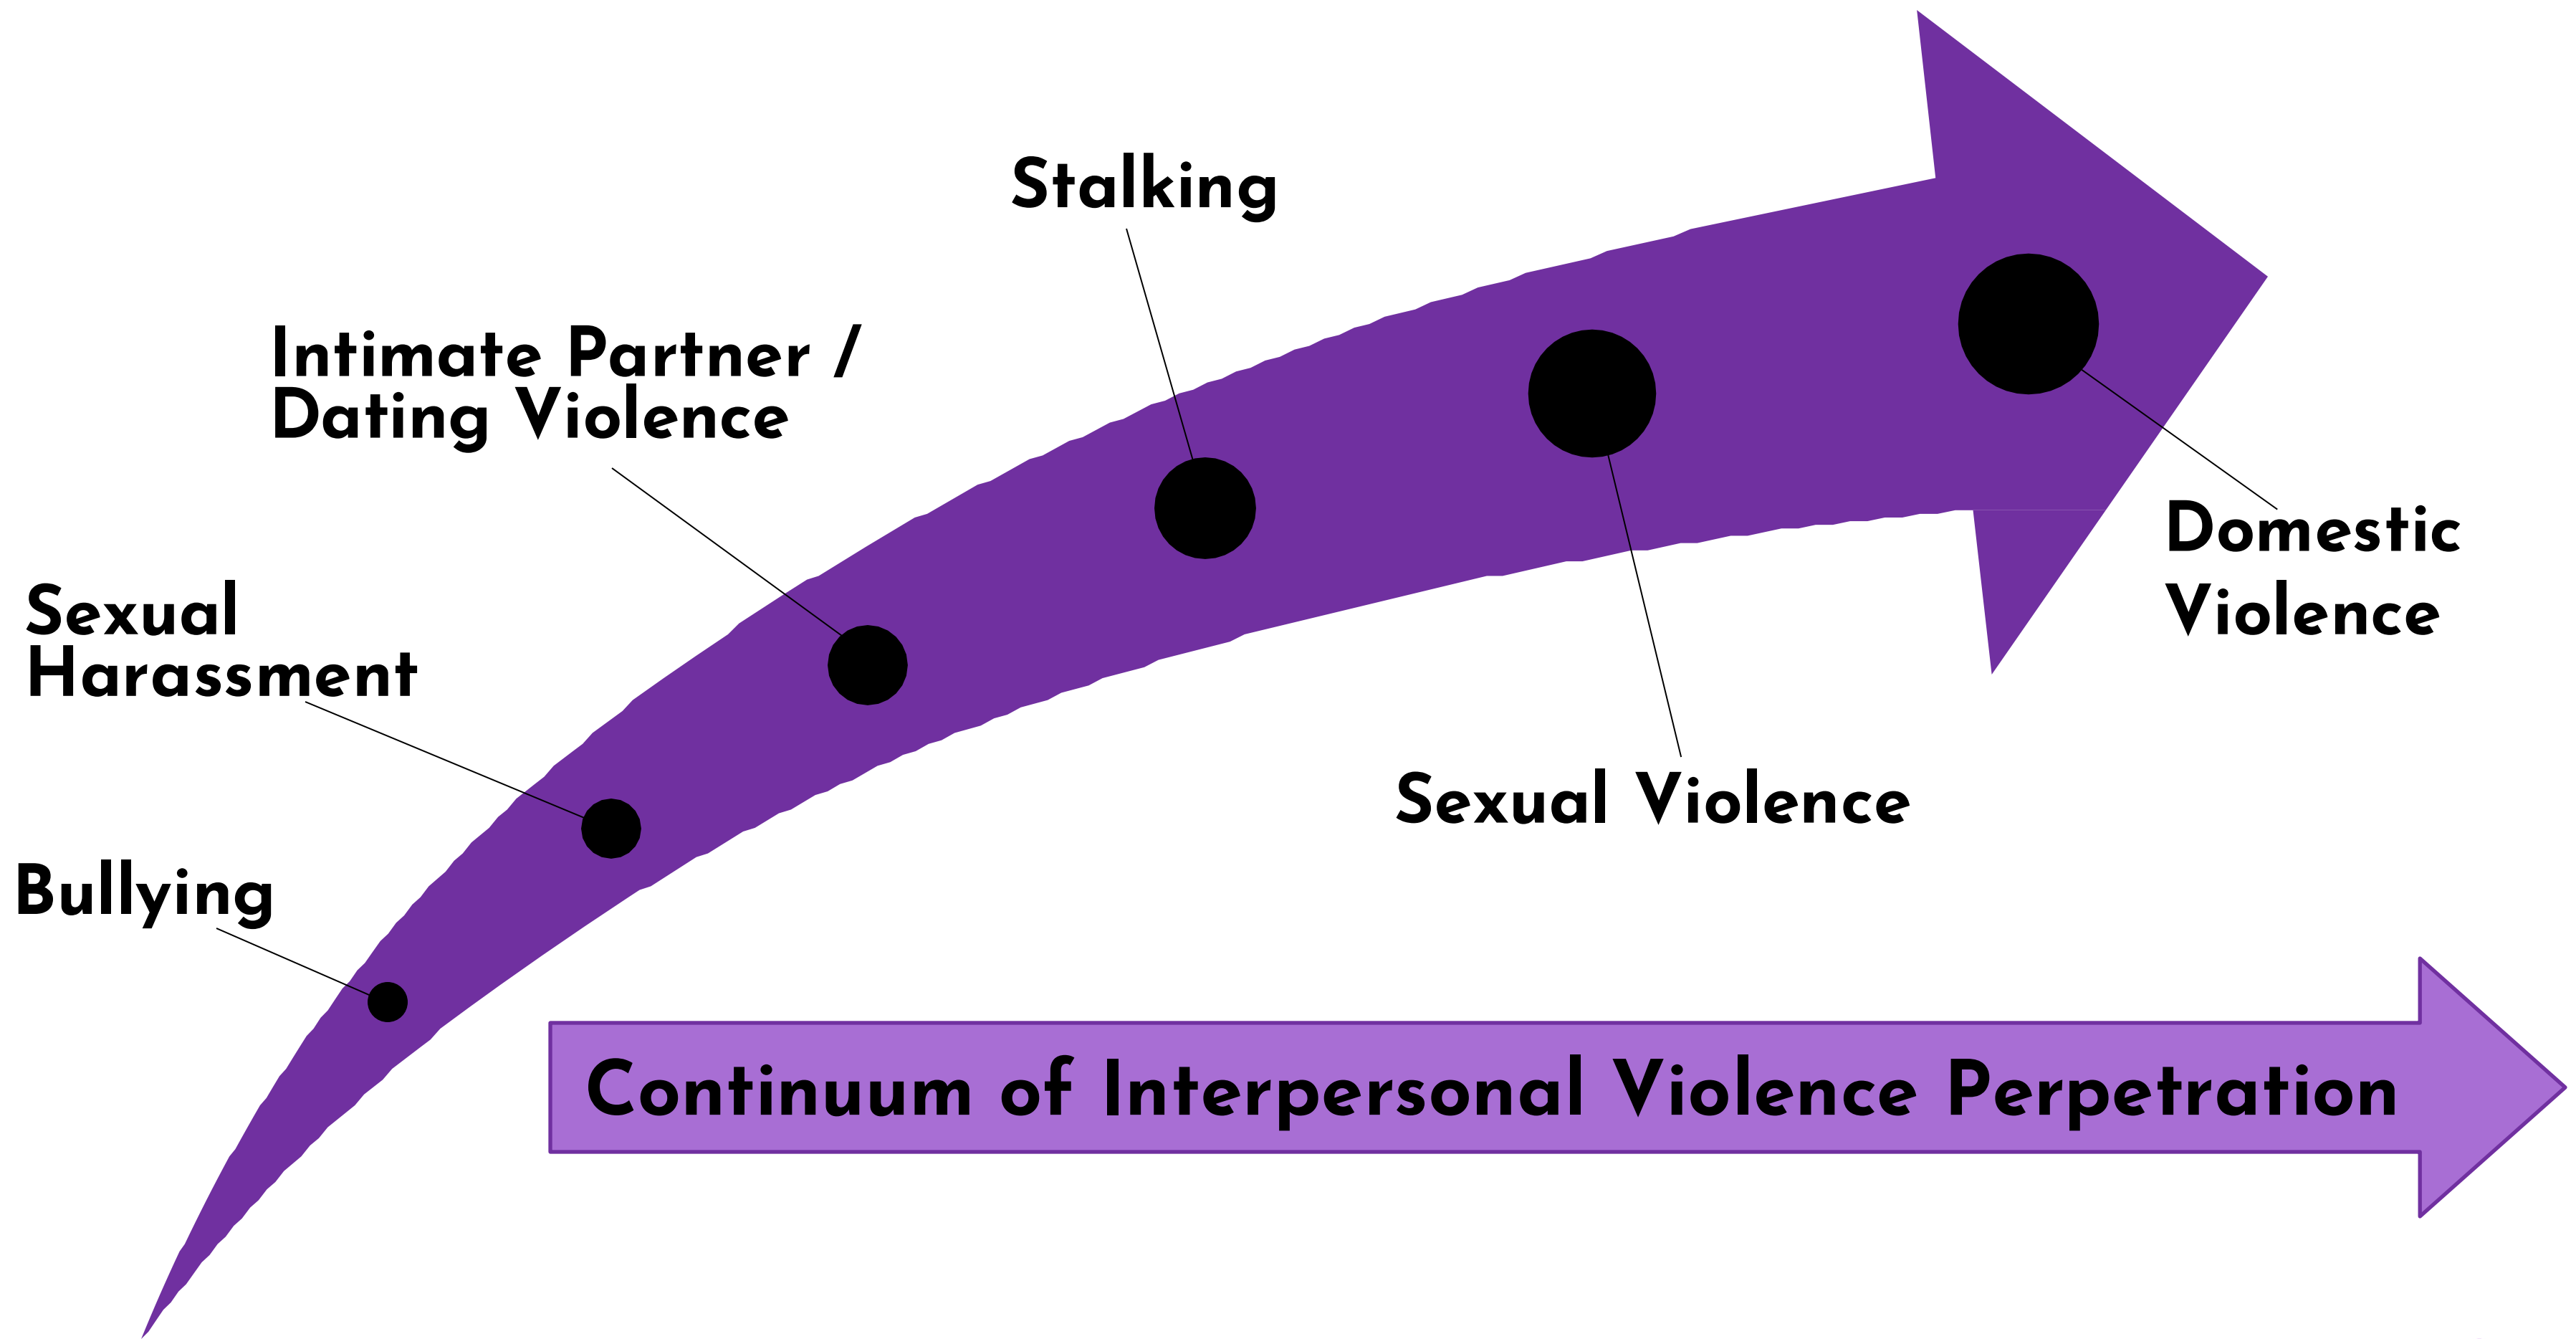 Stalking
Intimate Partner /
Dating Violence
Sexual
Harassment
Bullying
Domestic
Violence
Sexual Violence
Continuum of Interpersonal Violence Perpetration